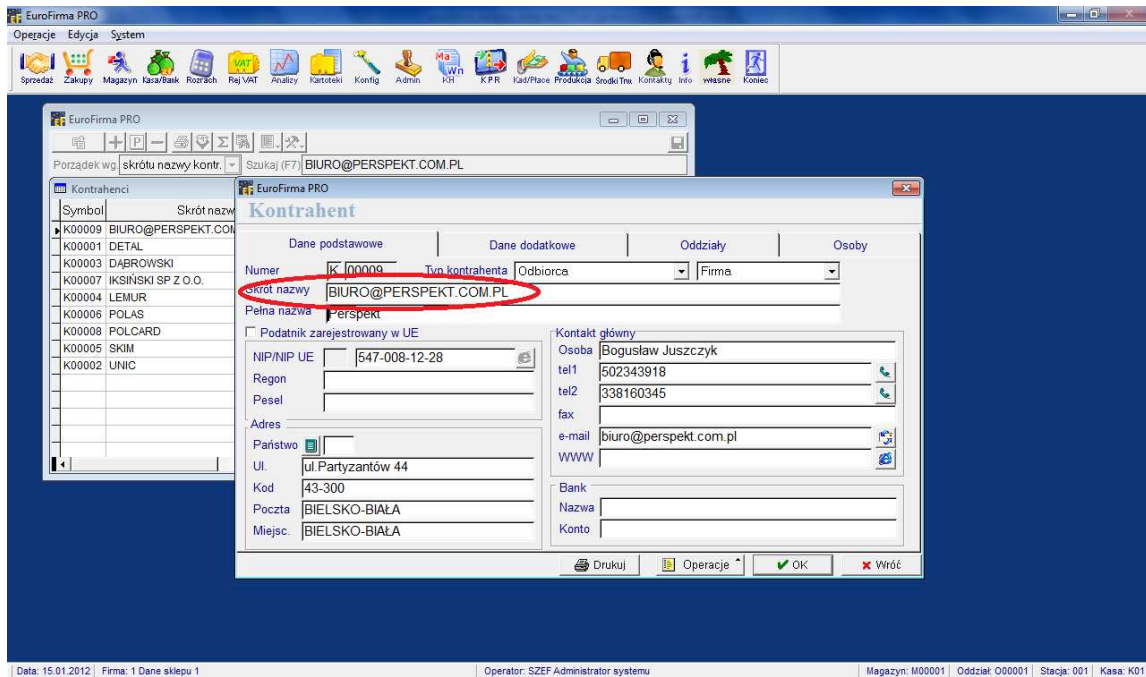 EuroFirma PRO
Operacje Edycja System
Sprzedaż Zakupy Magazyn Kasa/Bank Rozrach Rej VAT Analizy Kartoteki Konfig Admin KH K P R Kad/Płace Produkcja Środki Trw. Kontakty Info własne Koniec
EuroFirma PRO
Porządek wg. skrótu nazwy kontr. Szukaj (F7) BIURO@PERSPEKT.COM.PL
Kontrahenci
Symbol Skrót nazw
K00009 BIURO@PERSPEKT.COM
K00001 DETAL
K00003 DĄBROWSKI
K00007 IKSIŃSKI SP Z O.O.
K00004 LEMUR
K00006 POLAS
K00008 POLCARD
K00005 SKIM
K00002 UNIC
EuroFirma PRO
Kontrahent
Dane podstawowe Dane dodatkowe Oddziały Osoby
Numer K 00009 Typ kontrahenta Odbiorca Firma
Skrót nazwy BIURO@PERSPEKT.COM.PL
Pełna nazwa Perspekt
Podatnik zarejestrowany w UE
NIP/NIP UE 547-008-12-28
Regon
Pesel
Adres
Państwo
Ul. ul.Partyzantów 44
Kod 43-300
Poczta BIELSKO-BIAŁA
Miejsc. BIELSKO-BIAŁA
Kontakt główny
Osoba Bogusław Juszczyk
tel1 502343918
tel2 338160345
fax
e-mail biuro@perspekt.com.pl
WWW
Bank
Nazwa
Konto
Drukuj Operacje OK Wróć
Data: 15.01.2012 Firma: 1 Dane sklepu 1 Operator: SZEF Administrator systemu Magazyn: M00001 Oddział: O00001 Stacja: 001 Kasa: K01